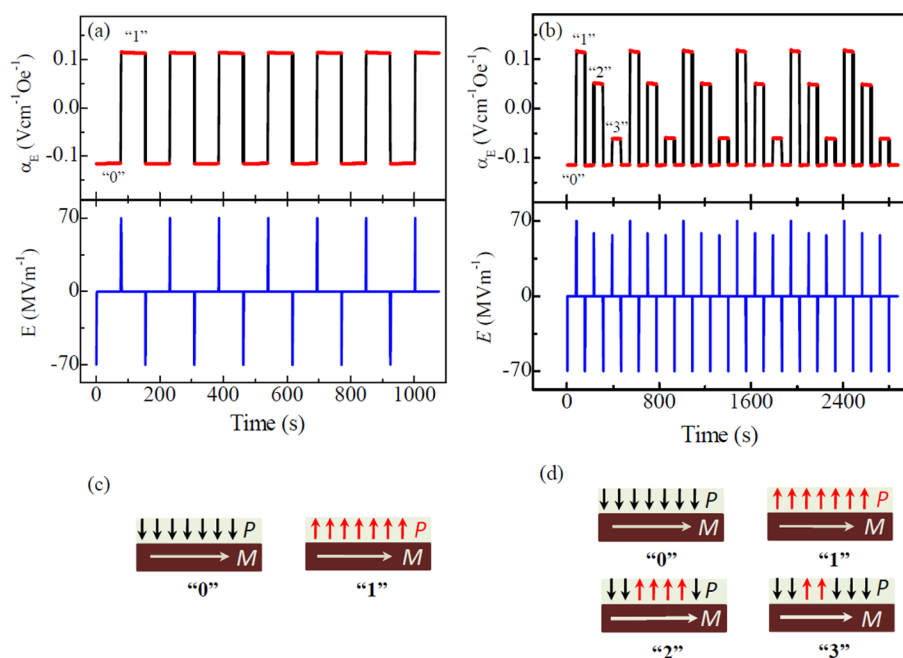 (a)
“1”
0.1
0.0
-0.1
αE (Vcm-1Oe-1)
“0”
70
0
-70
E (MVm-1)
0 200 400 600 800 1000
Time (s)
(b)
“1”
“2”
“3”
0.1
0.0
-0.1
αE (Vcm-1Oe-1)
“0”
70
0
-70
E (MVm-1)
0 800 1600 2400
Time (s)
(c)
P P
M M
“0” “1”
(d)
P P
M M
“0” “1”
P P
M M
“2” “3”